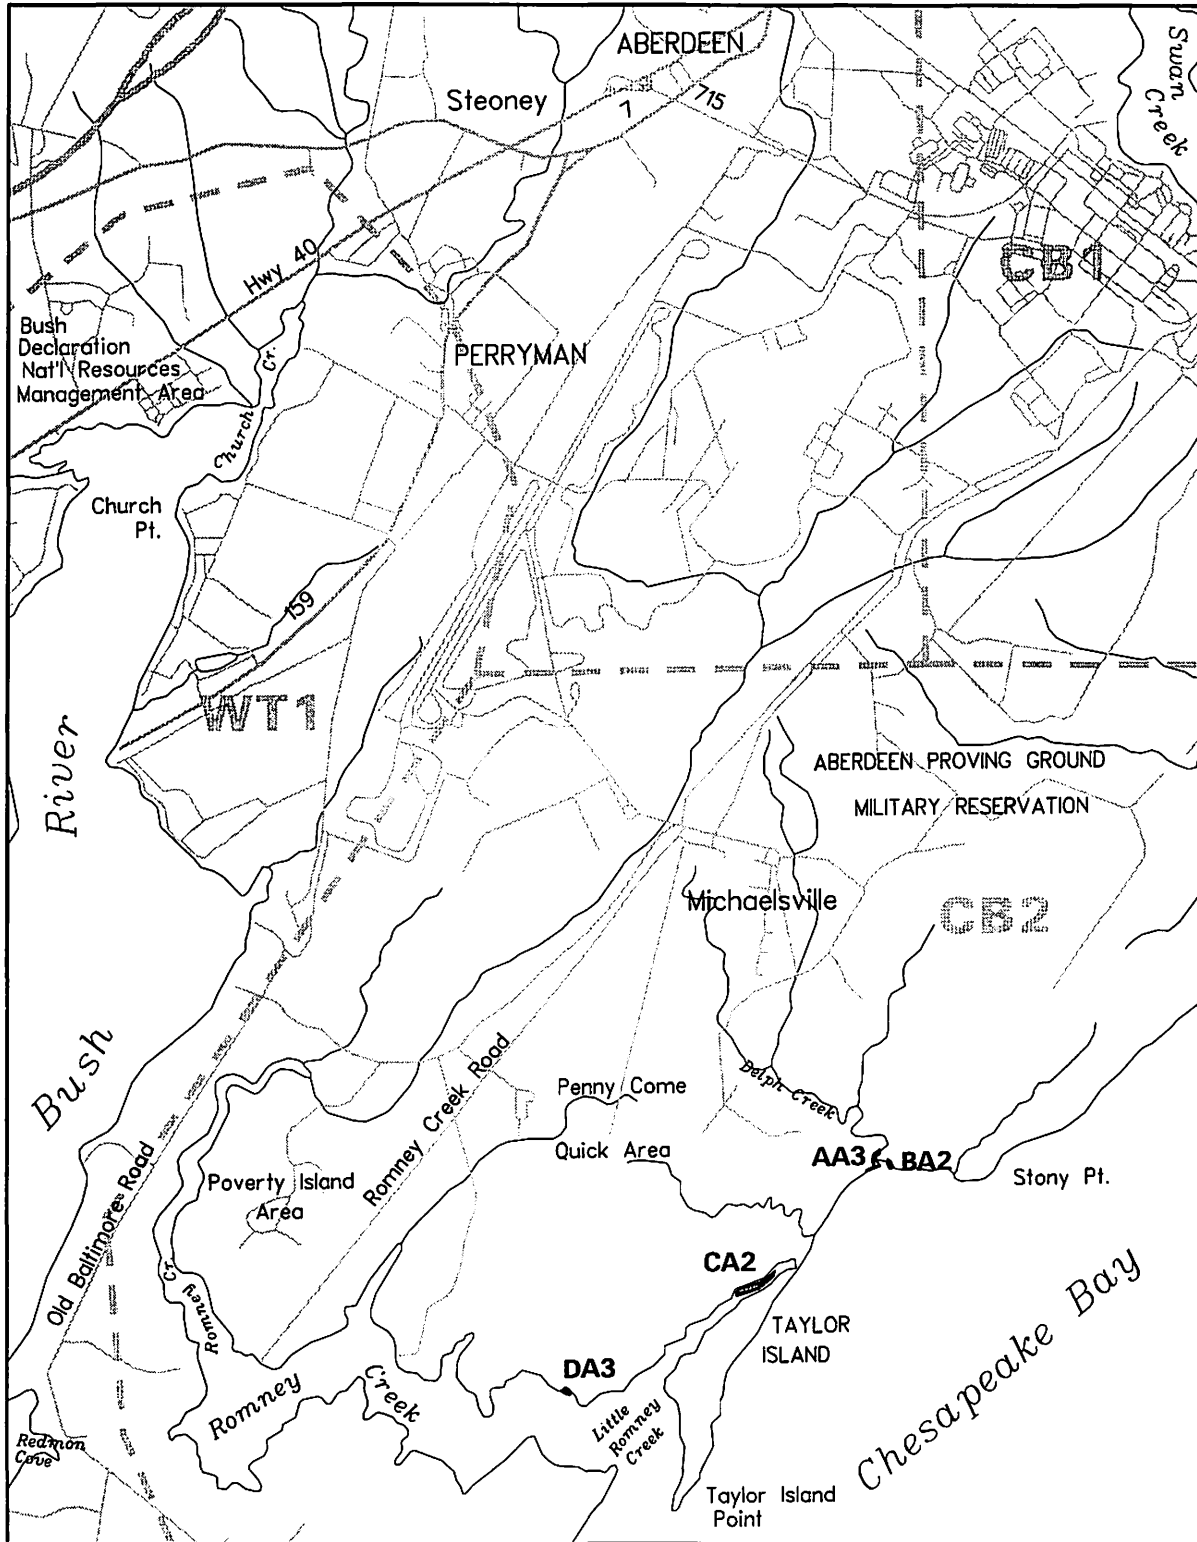 ABERDEEN
Swan
Creek
Steoney
7
715
CB1
Hwy 40
Bush
Declaration
Nat'l Resources
Management Area
Cr.
Church
PERRYMAN
Church
Pt.
159
WT1
River
ABERDEEN PROVING GROUND
MILITARY RESERVATION
Michaelsville
CB2
Bush
Romney Creek Road
Penny Come
Quick Area
Delph Creek
AA3
BA2
Stony Pt.
Old Baltimore Road
Poverty Island
Area
Romney Cr.
CA2
TAYLOR
ISLAND
Chesapeake Bay
DA3
Romney
Creek
Little
Romney
Creek
Redmon
Cove
Taylor Island
Point